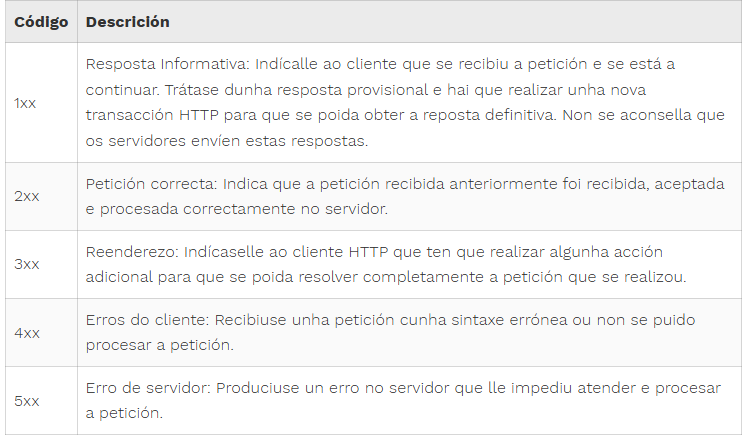 Código Descrición
1xx
Resposta Informativa: Indícalle ao cliente que se recibiu a petición e se está a
continuar. Trátase dunha resposta provisional e hai que realizar unha nova
transacción HTTP para que se poida obter a reposta definitiva. Non se aconsella que
os servidores envíen estas respostas.
2xx
Petición correcta: Indica que a petición recibida anteriormente foi recibida, aceptada
e procesada correctamente no servidor.
3xx
Reenderezo: Indícaselle ao cliente HTTP que ten que realizar algunha acción
adicional para que se poida resolver completamente a petición que se realizou.
4xx
Erros do cliente: Recibiuse unha petición cunha sintaxe errónea ou non se puido
procesar a petición.
5xx
Erro de servidor: Produciuse un erro no servidor que lle impediu atender e procesar
a petición.